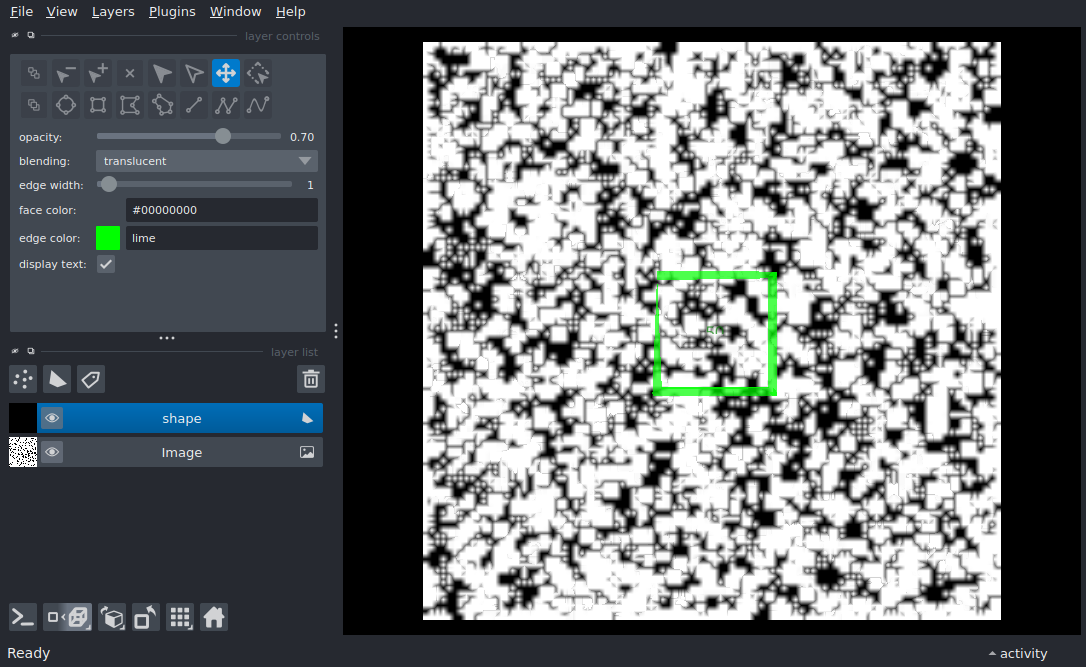 File View Layers Plugins Window Help
layer controls
opacity: 0.70
blending: translucent
edge width: 1
face color: #00000000
edge color: lime
display text:
layer list
shape
Image
Ready
activity